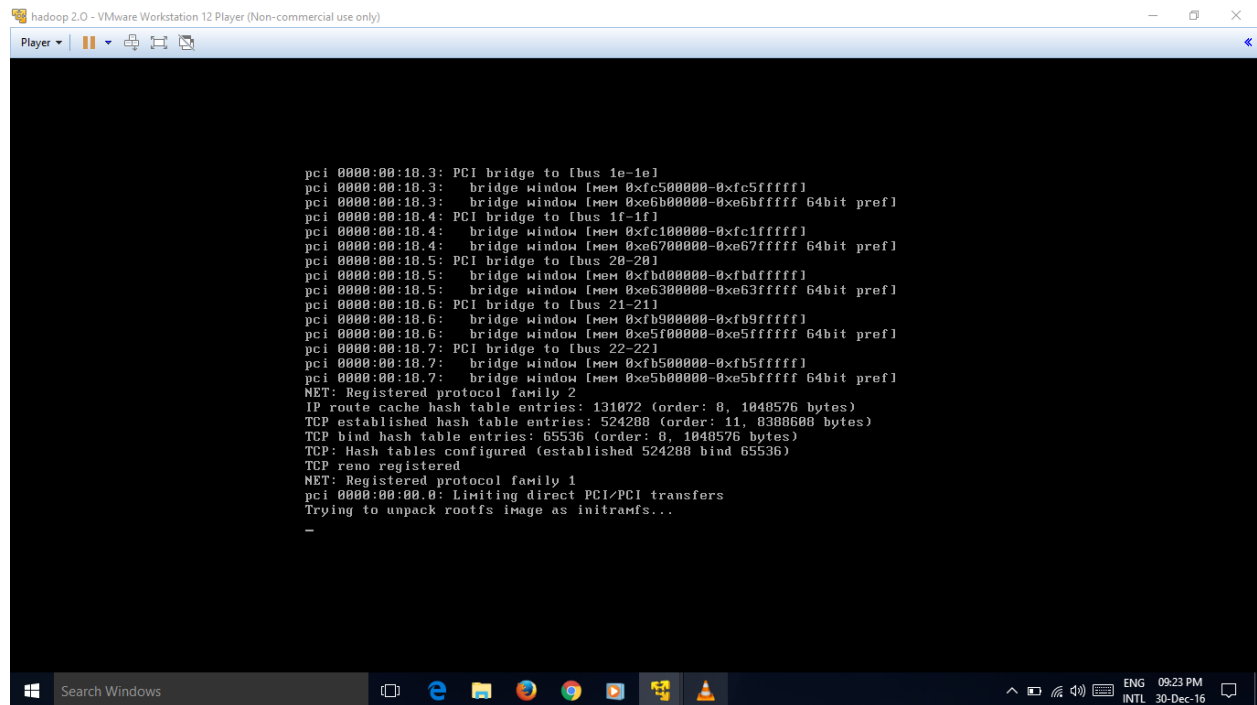 hadoop 2.O - VMware Workstation 12 Player (Non-commercial use only)
Player
pci 0000:00:18.3: PCI bridge to [bus 1e-1e]
pci 0000:00:18.3:   bridge window [mem 0xfc500000-0xfc5fffff]
pci 0000:00:18.3:   bridge window [mem 0xe6b00000-0xe6bfffff 64bit pref]
pci 0000:00:18.4: PCI bridge to [bus 1f-1f]
pci 0000:00:18.4:   bridge window [mem 0xfc100000-0xfc1fffff]
pci 0000:00:18.4:   bridge window [mem 0xe6700000-0xe67fffff 64bit pref]
pci 0000:00:18.5: PCI bridge to [bus 20-20]
pci 0000:00:18.5:   bridge window [mem 0xfbd00000-0xfbdfffff]
pci 0000:00:18.5:   bridge window [mem 0xe6300000-0xe63fffff 64bit pref]
pci 0000:00:18.6: PCI bridge to [bus 21-21]
pci 0000:00:18.6:   bridge window [mem 0xfb900000-0xfb9fffff]
pci 0000:00:18.6:   bridge window [mem 0xe5f00000-0xe5ffffff 64bit pref]
pci 0000:00:18.7: PCI bridge to [bus 22-22]
pci 0000:00:18.7:   bridge window [mem 0xfb500000-0xfb5fffff]
pci 0000:00:18.7:   bridge window [mem 0xe5b00000-0xe5bfffff 64bit pref]
NET: Registered protocol family 2
IP route cache hash table entries: 131072 (order: 8, 1048576 bytes)
TCP established hash table entries: 524288 (order: 11, 8388608 bytes)
TCP bind hash table entries: 65536 (order: 8, 1048576 bytes)
TCP: Hash tables configured (established 524288 bind 65536)
TCP reno registered
NET: Registered protocol family 1
pci 0000:00:00.0: Limiting direct PCI/PCI transfers
Trying to unpack rootfs image as initramfs...
_
Search Windows
ENG 09:23 PM
INTL 30-Dec-16